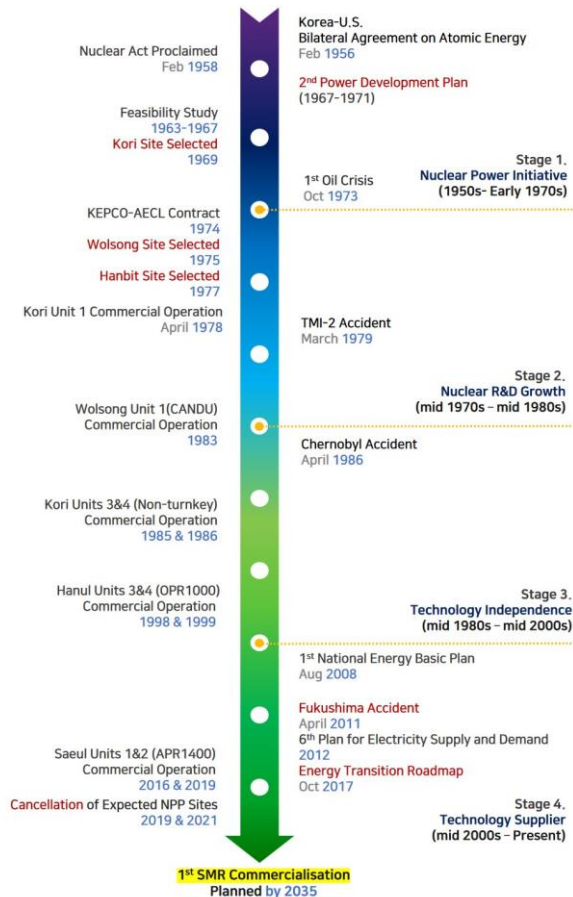 Korea-U.S.
Bilateral Agreement on Atomic Energy
Feb 1956
Nuclear Act Proclaimed
Feb 1958
2nd Power Development Plan
(1967-1971)
Feasibility Study
1963-1967
Kori Site Selected
1969
Stage 1.
Nuclear Power Initiative
(1950s- Early 1970s)
1st Oil Crisis
Oct 1973
KEPCO-AECL Contract
1974
Wolsong Site Selected
1975
Hanbit Site Selected
1977
Kori Unit 1 Commercial Operation
April 1978
TMI-2 Accident
March 1979
Stage 2.
Nuclear R&D Growth
(mid 1970s – mid 1980s)
Wolsong Unit 1(CANDU)
Commercial Operation
1983
Chernobyl Accident
April 1986
Kori Units 3&4 (Non-turnkey)
Commercial Operation
1985 & 1986
Hanul Units 3&4 (OPR1000)
Commercial Operation
1998 & 1999
Stage 3.
Technology Independence
(mid 1980s – mid 2000s)
1st National Energy Basic Plan
Aug 2008
Fukushima Accident
April 2011
6th Plan for Electricity Supply and Demand
2012
Energy Transition Roadmap
Oct 2017
Saeul Units 1&2 (APR1400)
Commercial Operation
2016 & 2019
Cancellation of Expected NPP Sites
2019 & 2021
Stage 4.
Technology Supplier
(mid 2000s – Present)
1st SMR Commercialisation
Planned by 2035